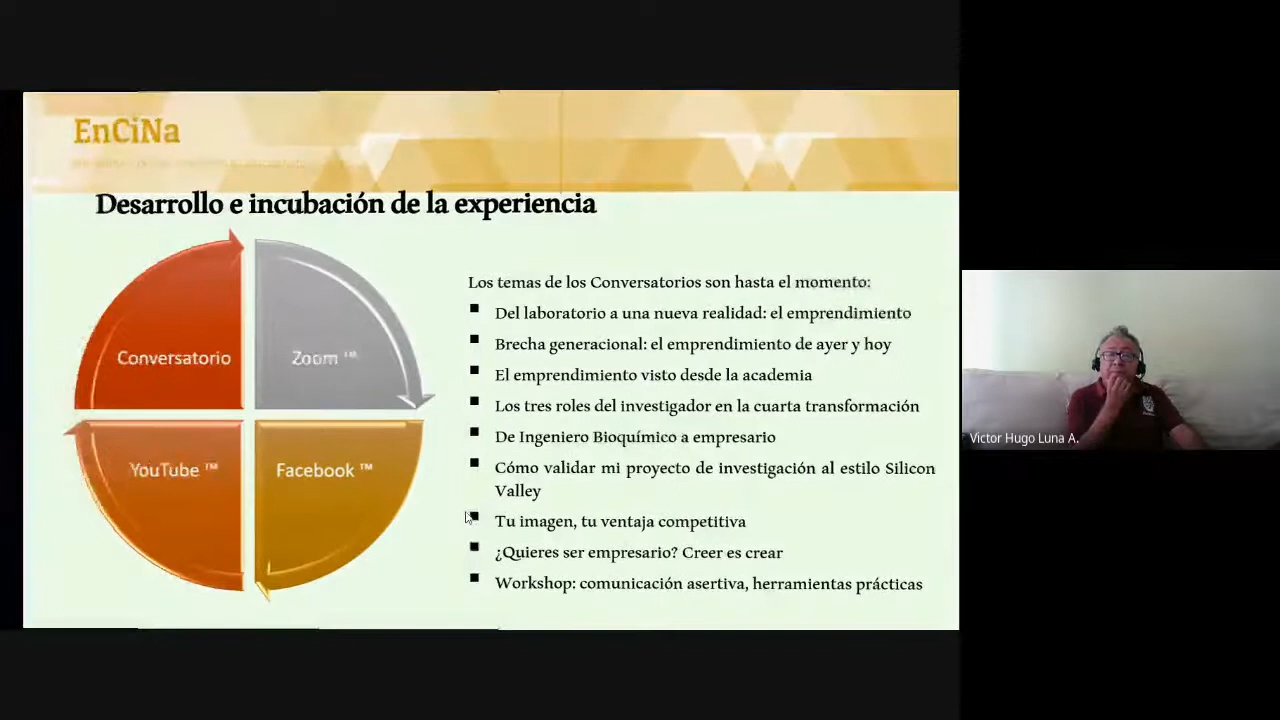 EnCiNa
Desarrollo e incubación de la experiencia
Conversatorio
Zoom ™
YouTube ™
Facebook ™
Los temas de los Conversatorios son hasta el momento:
Del laboratorio a una nueva realidad: el emprendimiento
Brecha generacional: el emprendimiento de ayer y hoy
El emprendimiento visto desde la academia
Los tres roles del investigador en la cuarta transformación
De Ingeniero Bioquímico a empresario
Cómo validar mi proyecto de investigación al estilo Silicon
Valley
Tu imagen, tu ventaja competitiva
¿Quieres ser empresario? Creer es crear
Workshop: comunicación asertiva, herramientas prácticas
Victor Hugo Luna A.